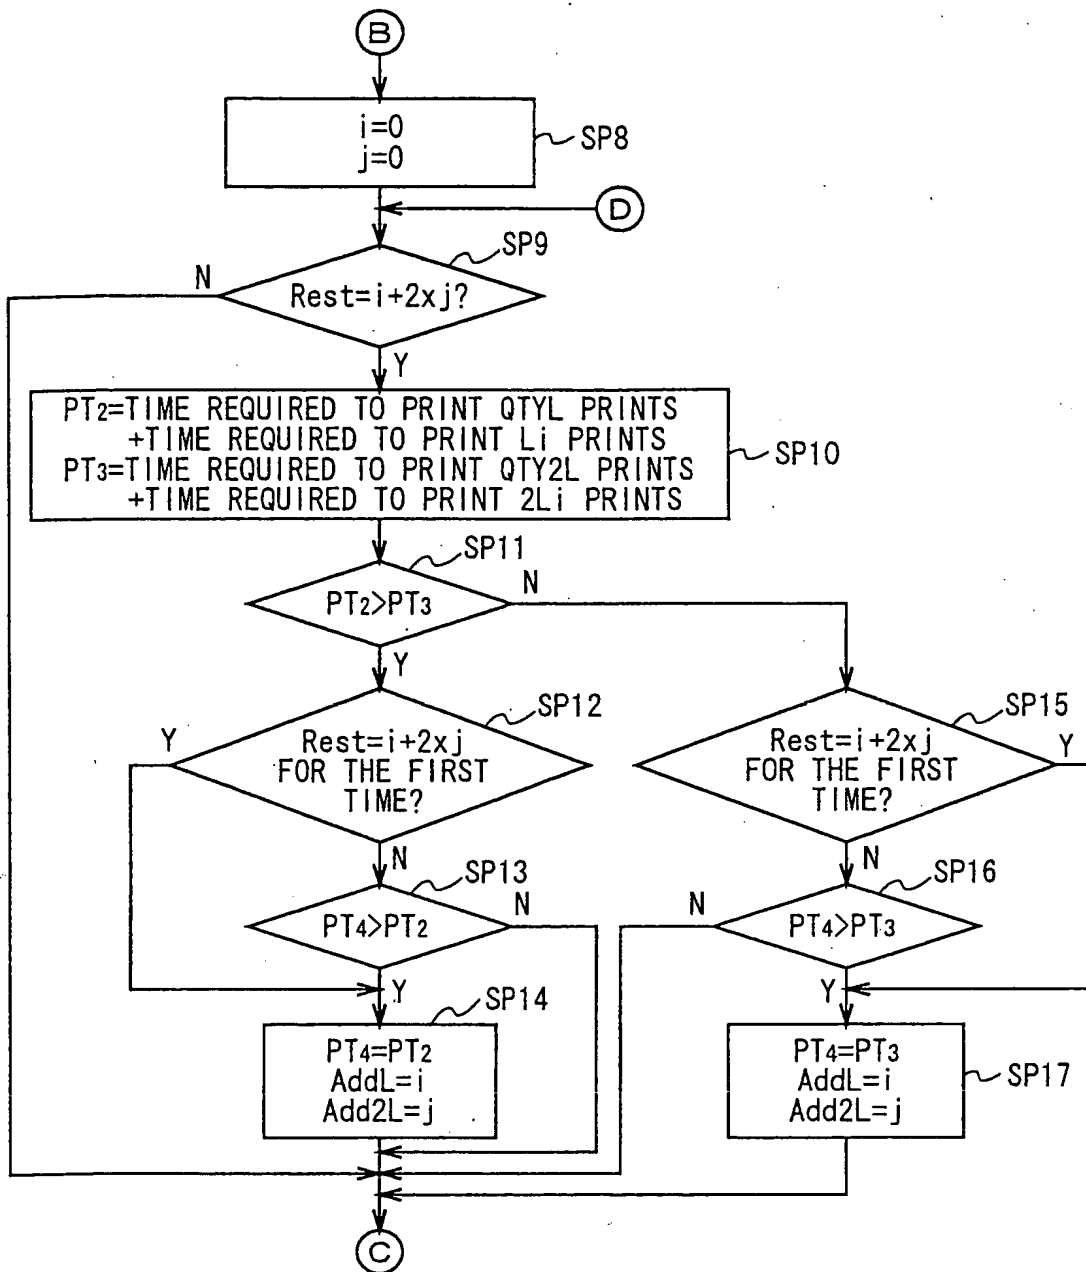 B
i=0
j=0
SP8
D
SP9
N
Rest=i+2xj?
Y
PT2=TIME REQUIRED TO PRINT QTYL PRINTS
+TIME REQUIRED TO PRINT Li PRINTS
PT3=TIME REQUIRED TO PRINT QTY2L PRINTS
+TIME REQUIRED TO PRINT 2Li PRINTS
SP10
SP11
N
PT2>PT3
Y
SP12
Y
Rest=i+2xj
FOR THE FIRST
TIME?
N
SP15
Rest=i+2xj
FOR THE FIRST
TIME?
Y
N
SP13
PT4>PT2
N
Y
SP16
N
PT4>PT3
Y
SP14
PT4=PT2
AddL=i
Add2L=j
PT4=PT3
AddL=i
Add2L=j
SP17
C